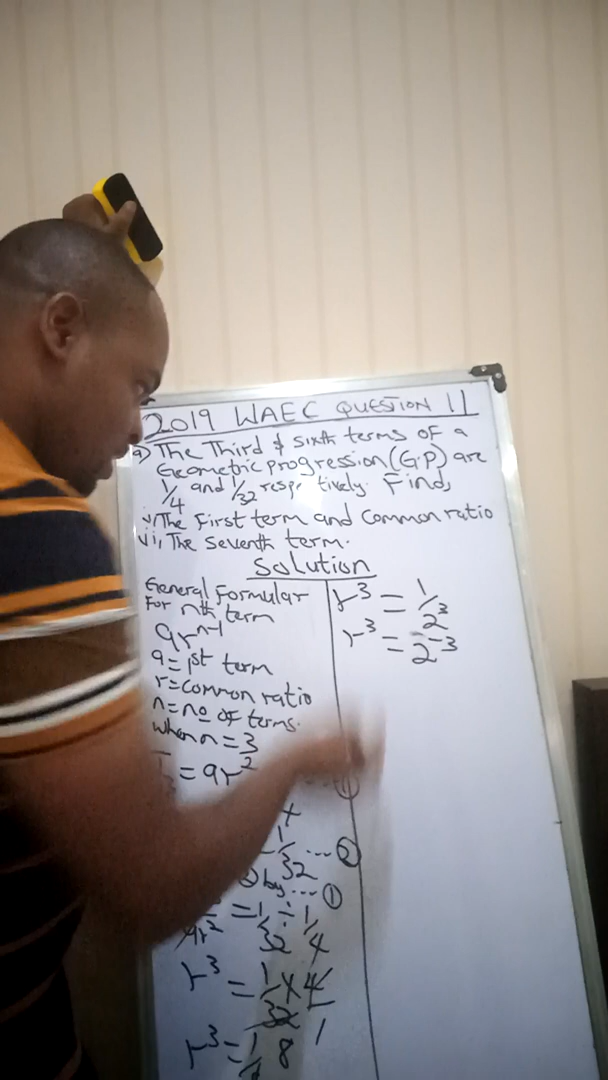 2019 WAEC QUESTION 11
a) The Third & sixth terms of a
Geometric progression (G.P) are
1/4 and 1/32 respectively. Find,
i, The First term and Common ratio
ii, The Seventh term.
Solution
General Formular
For nth term
ar^n-1
a = 1st term
r = common ratio
n = no of terms.
when n = 3
= ar^2
1/32 --- ②
② by --- ①
= 1/32 ÷ 1/4
r^3 = 1/32 × 4/1
r^3 = 1/8
r^3 = 1/2^3
r^3 = 2^-3